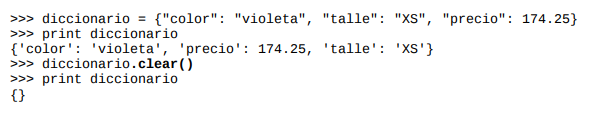 >>> diccionario = {"color": "violeta", "talle": "XS", "precio": 174.25}
>>> print diccionario
{'color': 'violeta', 'precio': 174.25, 'talle': 'XS'}
>>> diccionario.clear()
>>> print diccionario
{}